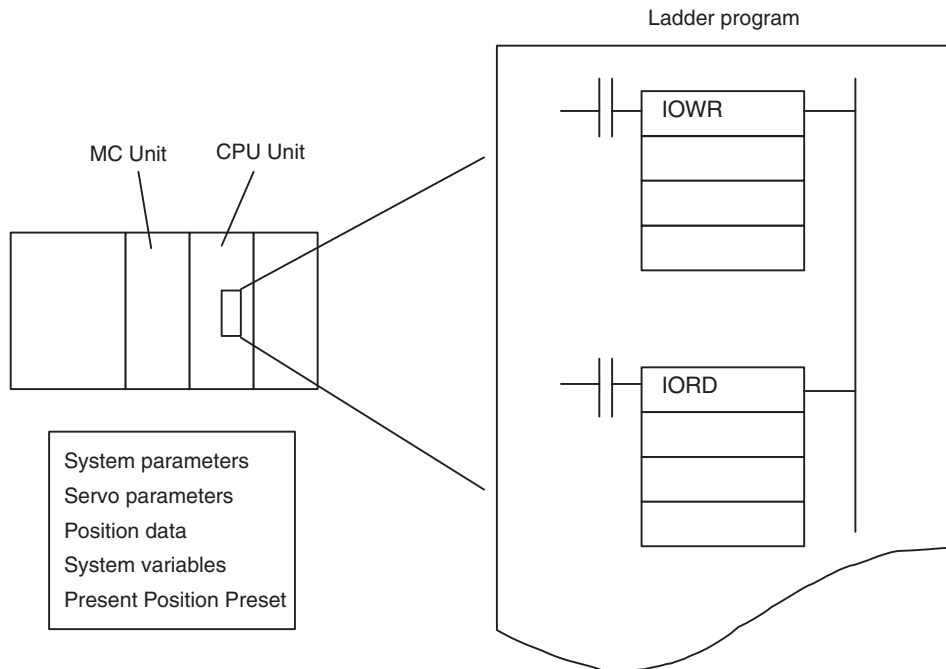 Ladder program
IOWR
MC Unit
CPU Unit
IORD
System parameters
Servo parameters
Position data
System variables
Present Position Preset